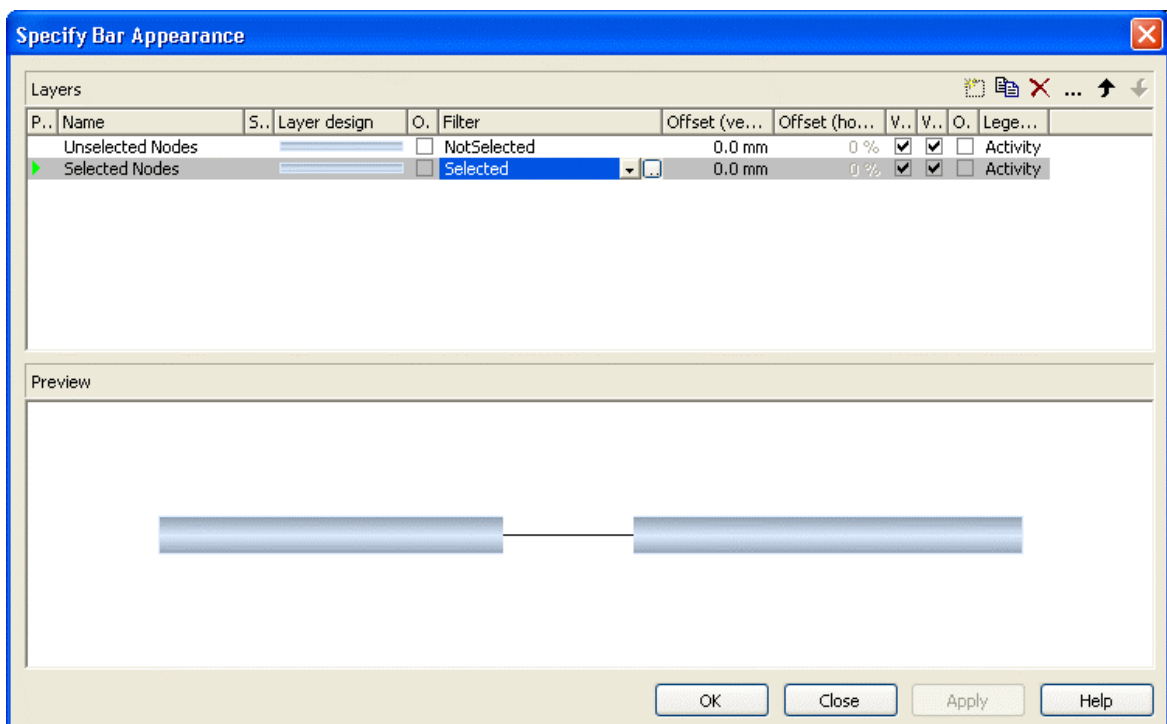 Specify Bar Appearance
Layers
...
P.. Name S.. Layer design O. Filter Offset (ve... Offset (ho... V.. V.. O. Lege...
Unselected Nodes NotSelected 0.0 mm 0 % Activity
Selected Nodes Selected .. 0.0 mm 0 % Activity
Preview
OK Close Apply Help